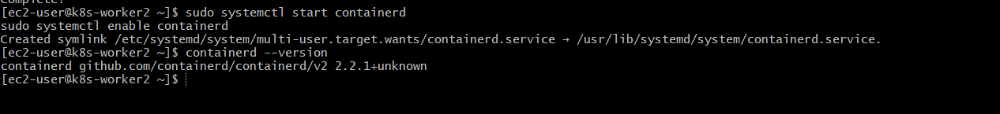 Complete!
[ec2-user@k8s-worker2 ~]$ sudo systemctl start containerd
sudo systemctl enable containerd
Created symlink /etc/systemd/system/multi-user.target.wants/containerd.service → /usr/lib/systemd/system/containerd.service.
[ec2-user@k8s-worker2 ~]$ containerd --version
containerd github.com/containerd/containerd/v2 2.2.1+unknown
[ec2-user@k8s-worker2 ~]$